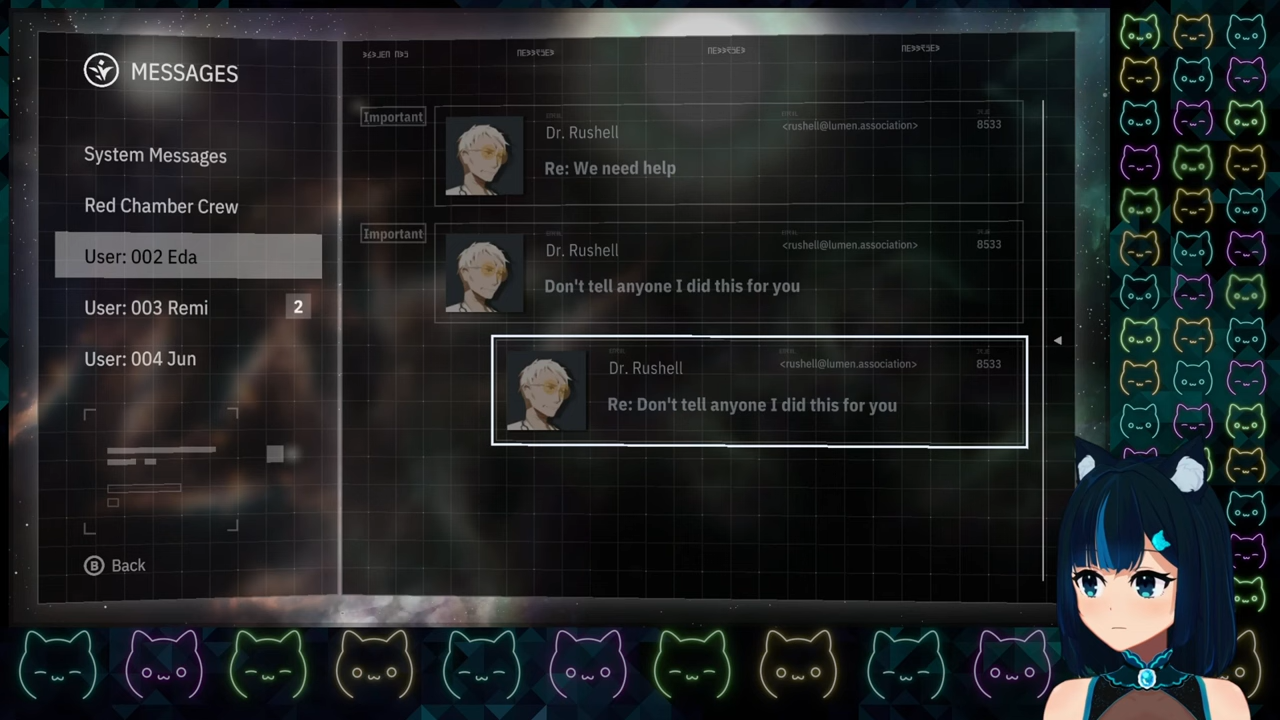 MESSAGES
System Messages
Red Chamber Crew
User: 002 Eda
User: 003 Remi
2
User: 004 Jun
B Back
Important
Dr. Rushell
<rushell@lumen.association>
8533
Re: We need help
Important
Dr. Rushell
<rushell@lumen.association>
8533
Don't tell anyone I did this for you
Dr. Rushell
<rushell@lumen.association>
8533
Re: Don't tell anyone I did this for you